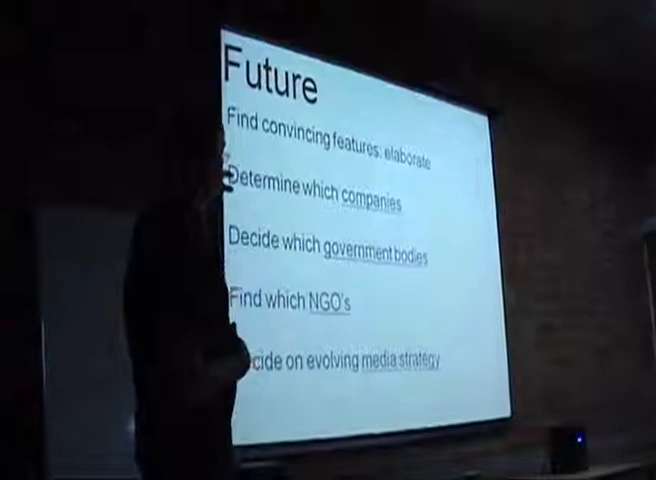 Future
Find convincing features; elaborate
Determine which companies
Decide which government bodies
Find which NGO's
cide on evolving media strategy